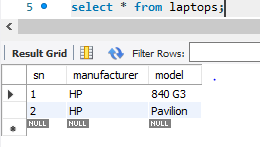 5 select * from laptops;
Result Grid Filter Rows:
sn manufacturer model
1 HP 840 G3
2 HP Pavilion
NULL NULL NULL